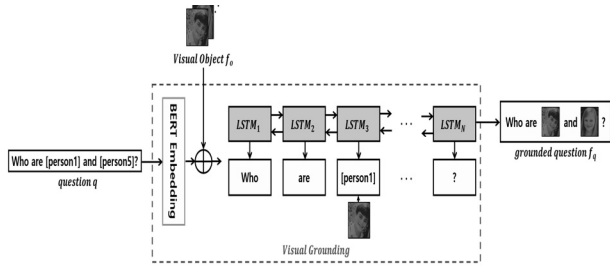 Visual Object f_o
BERT Embedding
LSTM_1
LSTM_2
LSTM_3
...
LSTM_N
Who are [person1] and [person5]?
question q
Who
are
[person1]
...
?
Who are and ?
grounded question f_q
Visual Grounding